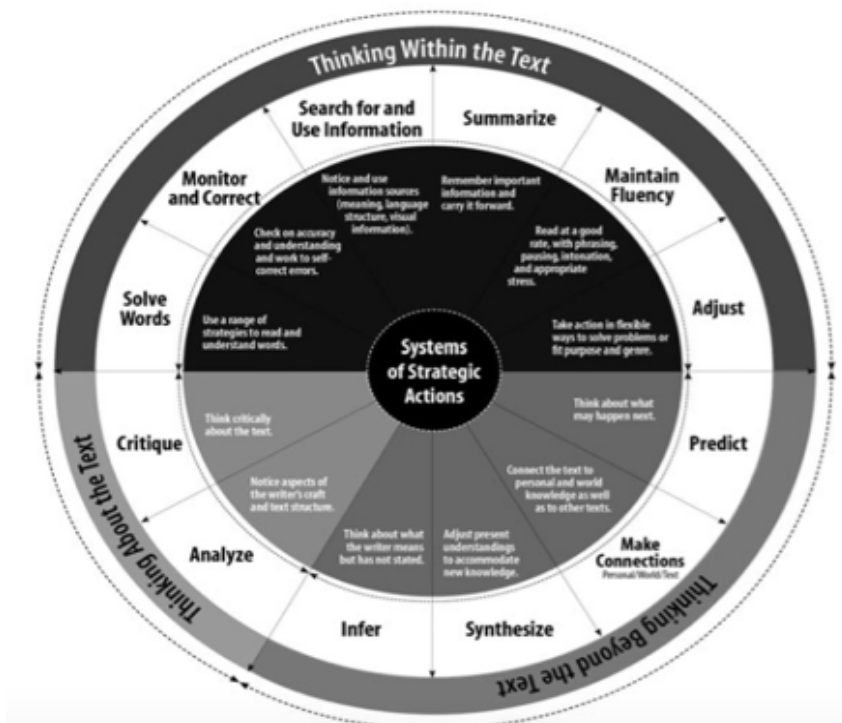 Thinking Within the Text
Search for and
Use Information
Summarize
Monitor
and Correct
Maintain
Fluency
Solve
Words
Adjust
Notice and use
information sources
(meaning, language
structure, visual
information).
Remember important
information and
carry it forward.
Check on accuracy
and understanding
and work to self-
correct errors.
Read at a good
rate, with phrasing,
pausing, intonation,
and appropriate
stress.
Use a range of
strategies to read and
understand words.
Take action in flexible
ways to solve problems or
fit purpose and genre.
Systems
of Strategic
Actions
Think critically
about the text.
Think about what
may happen next.
Critique
Predict
Notice aspects of
the writer's craft
and text structure.
Connect the text to
personal and world
knowledge as well
as to other texts.
Think about what
the writer means
but has not stated.
Adjust present
understandings
to accommodate
new knowledge.
Analyze
Make
Connections
Personal/World/Text
Infer
Synthesize
Thinking About the Text
Thinking Beyond the Text